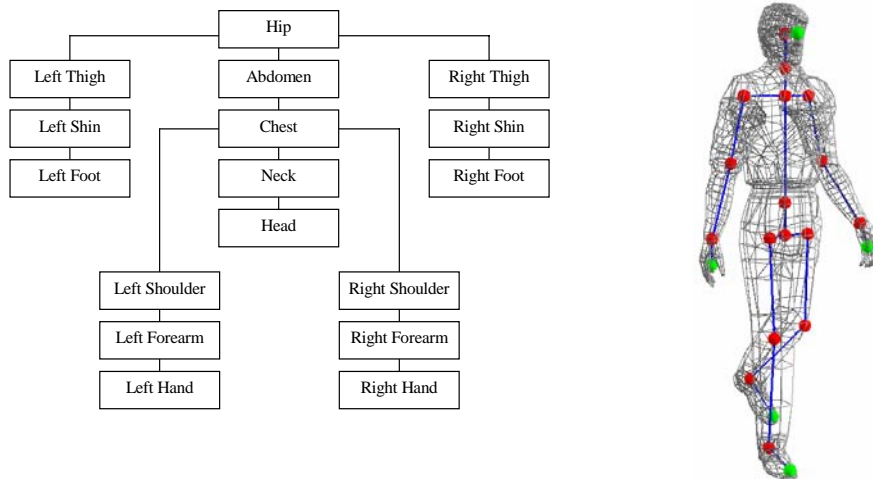 Hip
Left Thigh
Abdomen
Right Thigh
Left Shin
Chest
Right Shin
Left Foot
Neck
Right Foot
Head
Left Shoulder
Right Shoulder
Left Forearm
Right Forearm
Left Hand
Right Hand